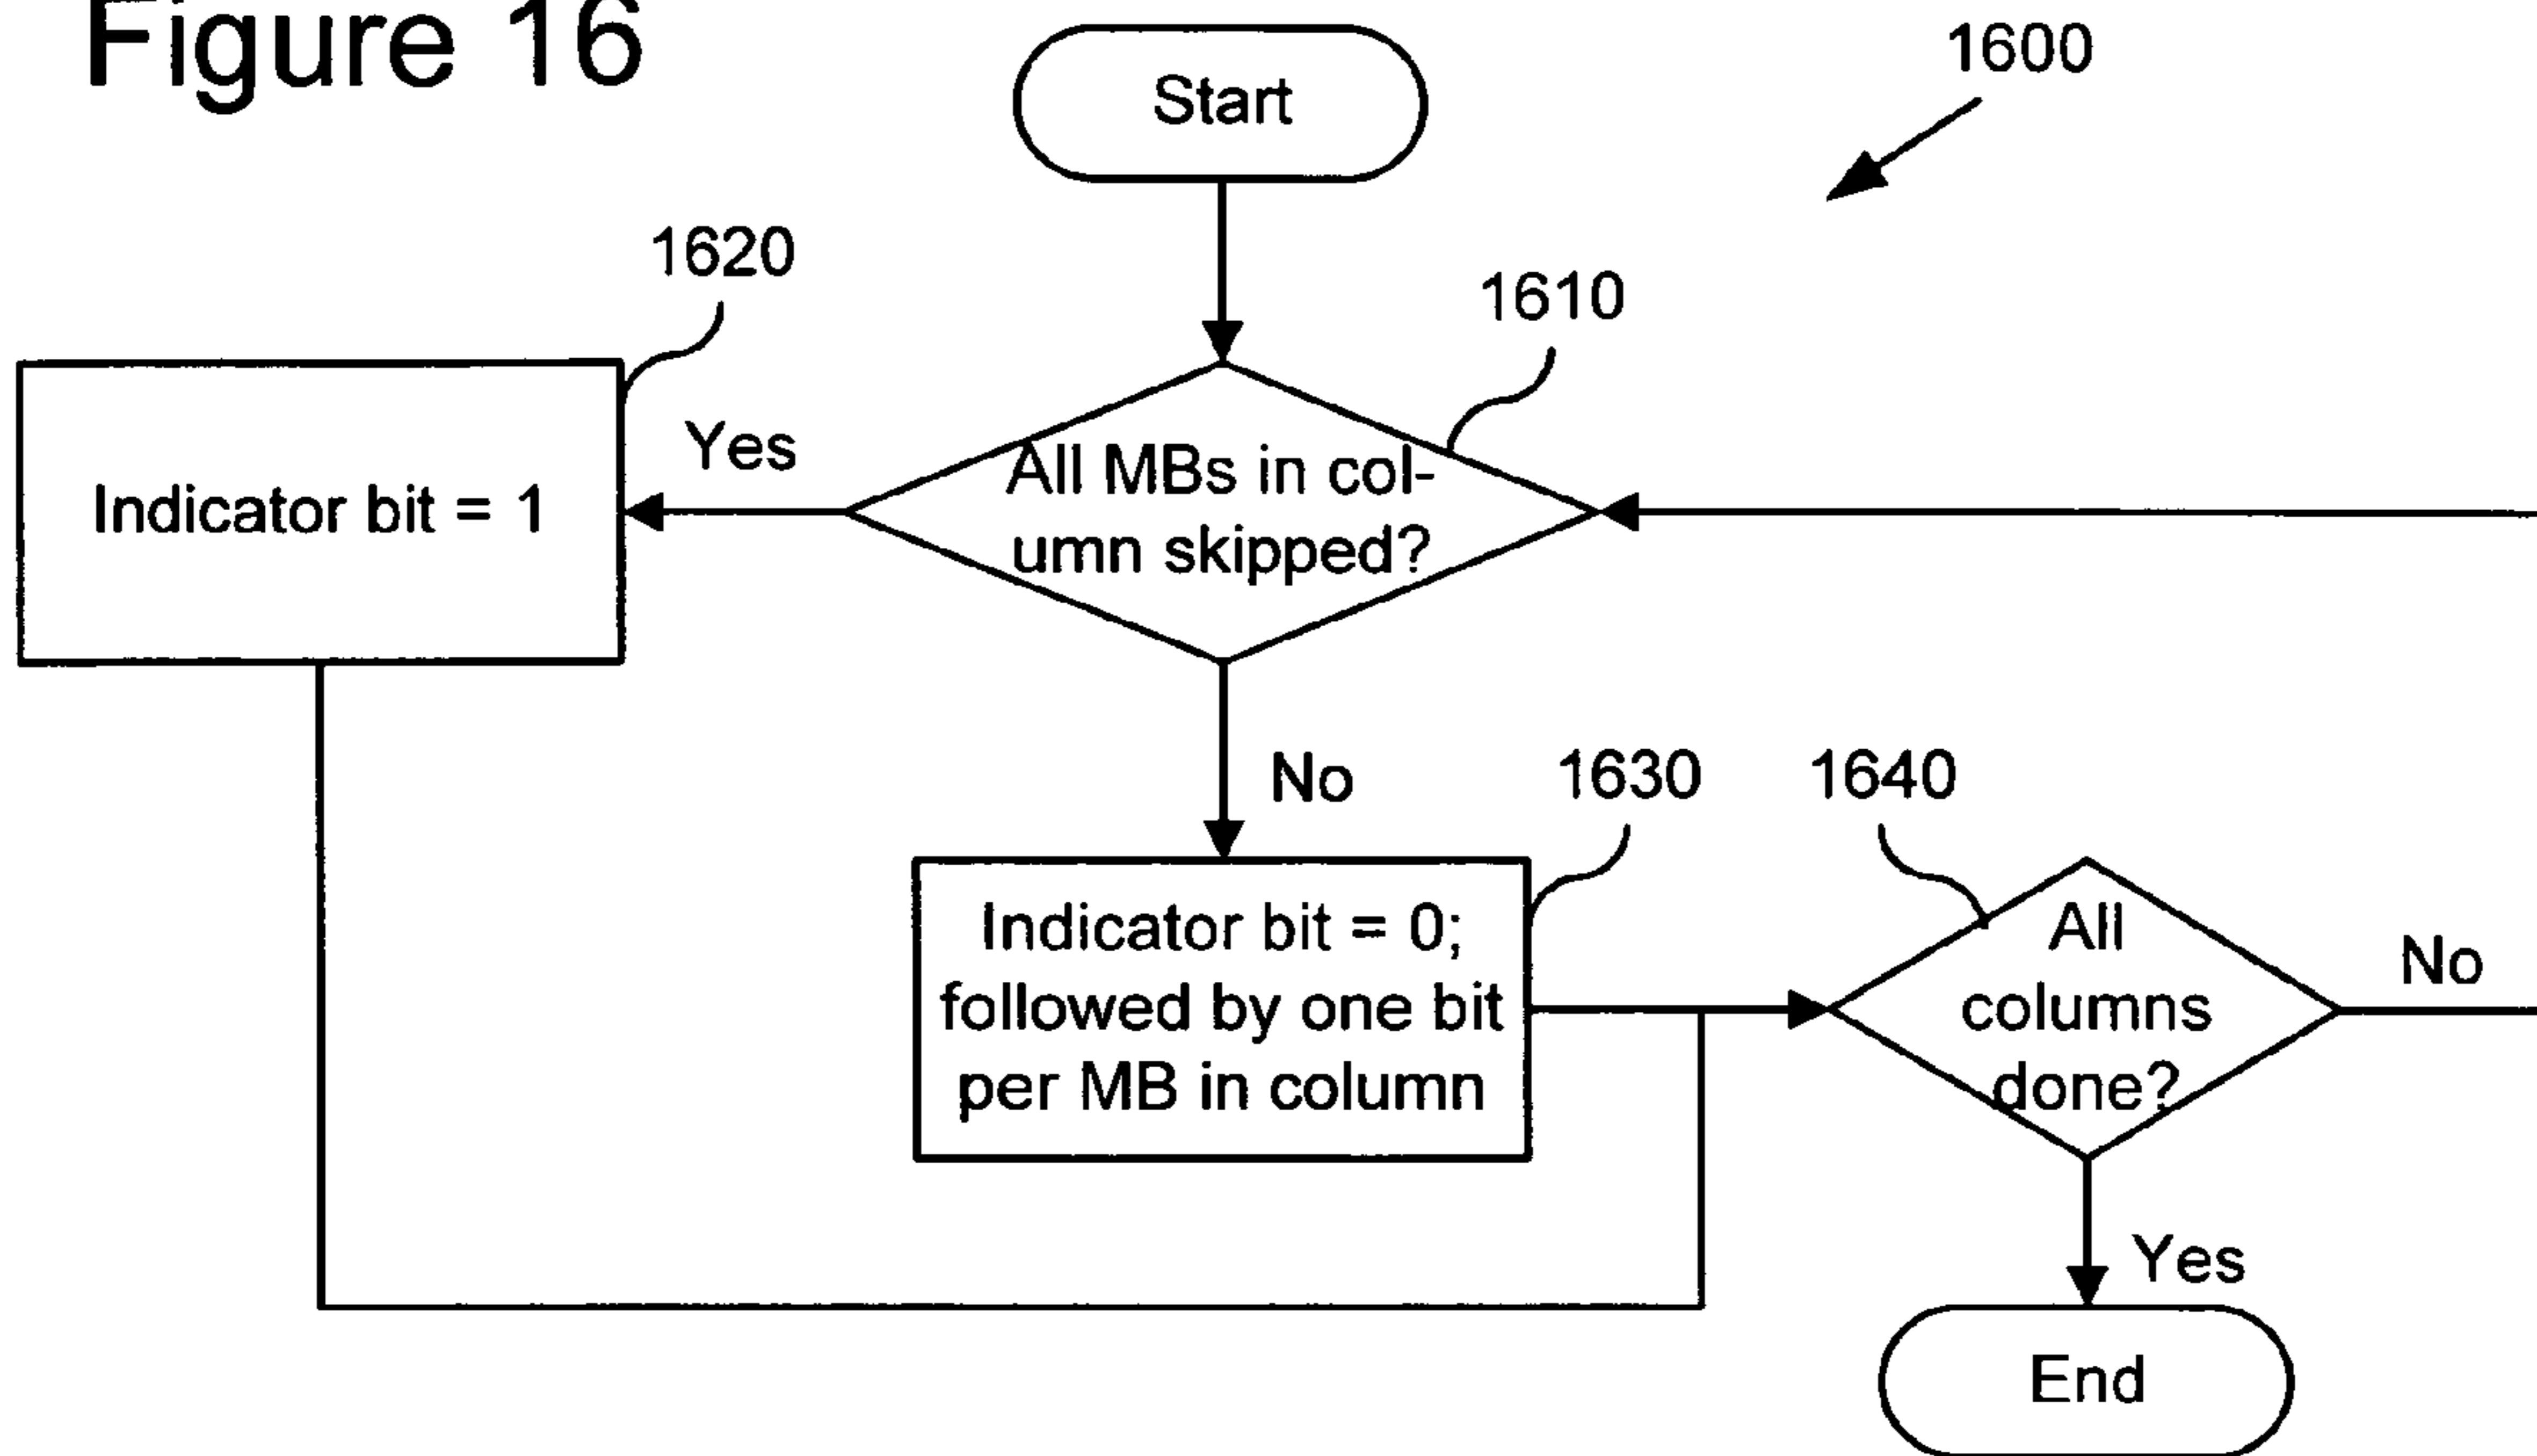 Figure 16
Start
1600
1620
1610
Yes
Indicator bit = 1
All MBs in col-
umn skipped?
No
1630
1640
Indicator bit = 0;
followed by one bit
per MB in column
All
columns
done?
No
Yes
End